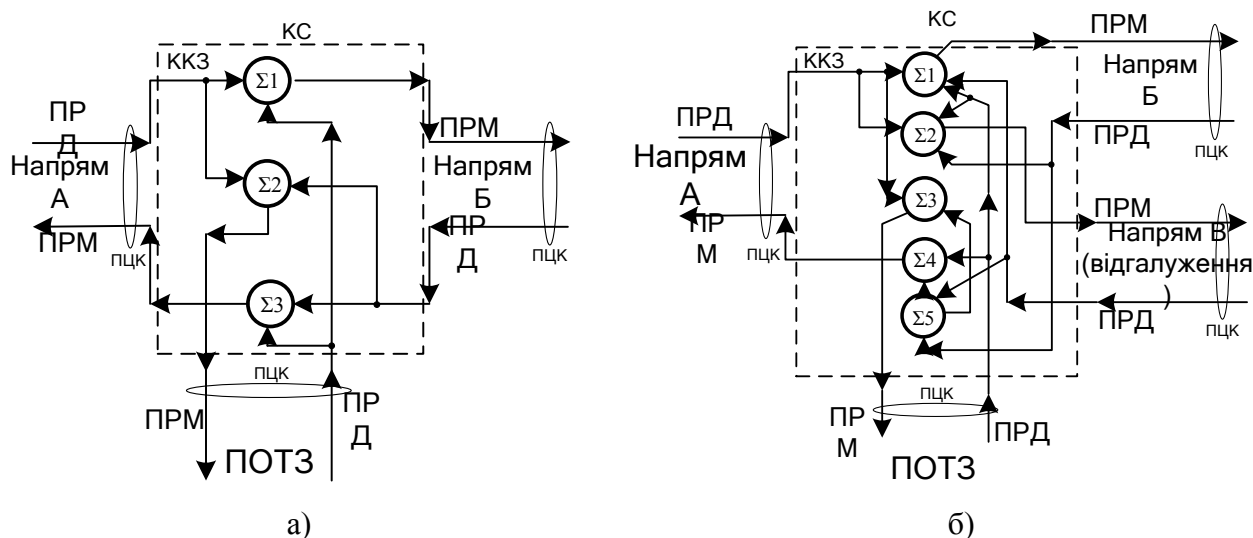 КС
ККЗ
Σ1
ПР
Д
Напрям
А
ПРМ
ПЦК
Σ2
Σ3
ПРМ
Напрям
Б
ПР
Д
ПЦК
ПЦК
ПРМ
ПР
Д
ПОТЗ
а)
КС
ККЗ
ПРМ
Напрям
Б
ПРД
ПЦК
Σ1
Σ2
Σ3
Σ4
Σ5
ПРД
Напрям
А
ПР
М
ПЦК
ПРМ
Напрям В
(відгалуження
)
ПРД
ПЦК
ПЦК
ПР
М
ПРД
ПОТЗ
б)